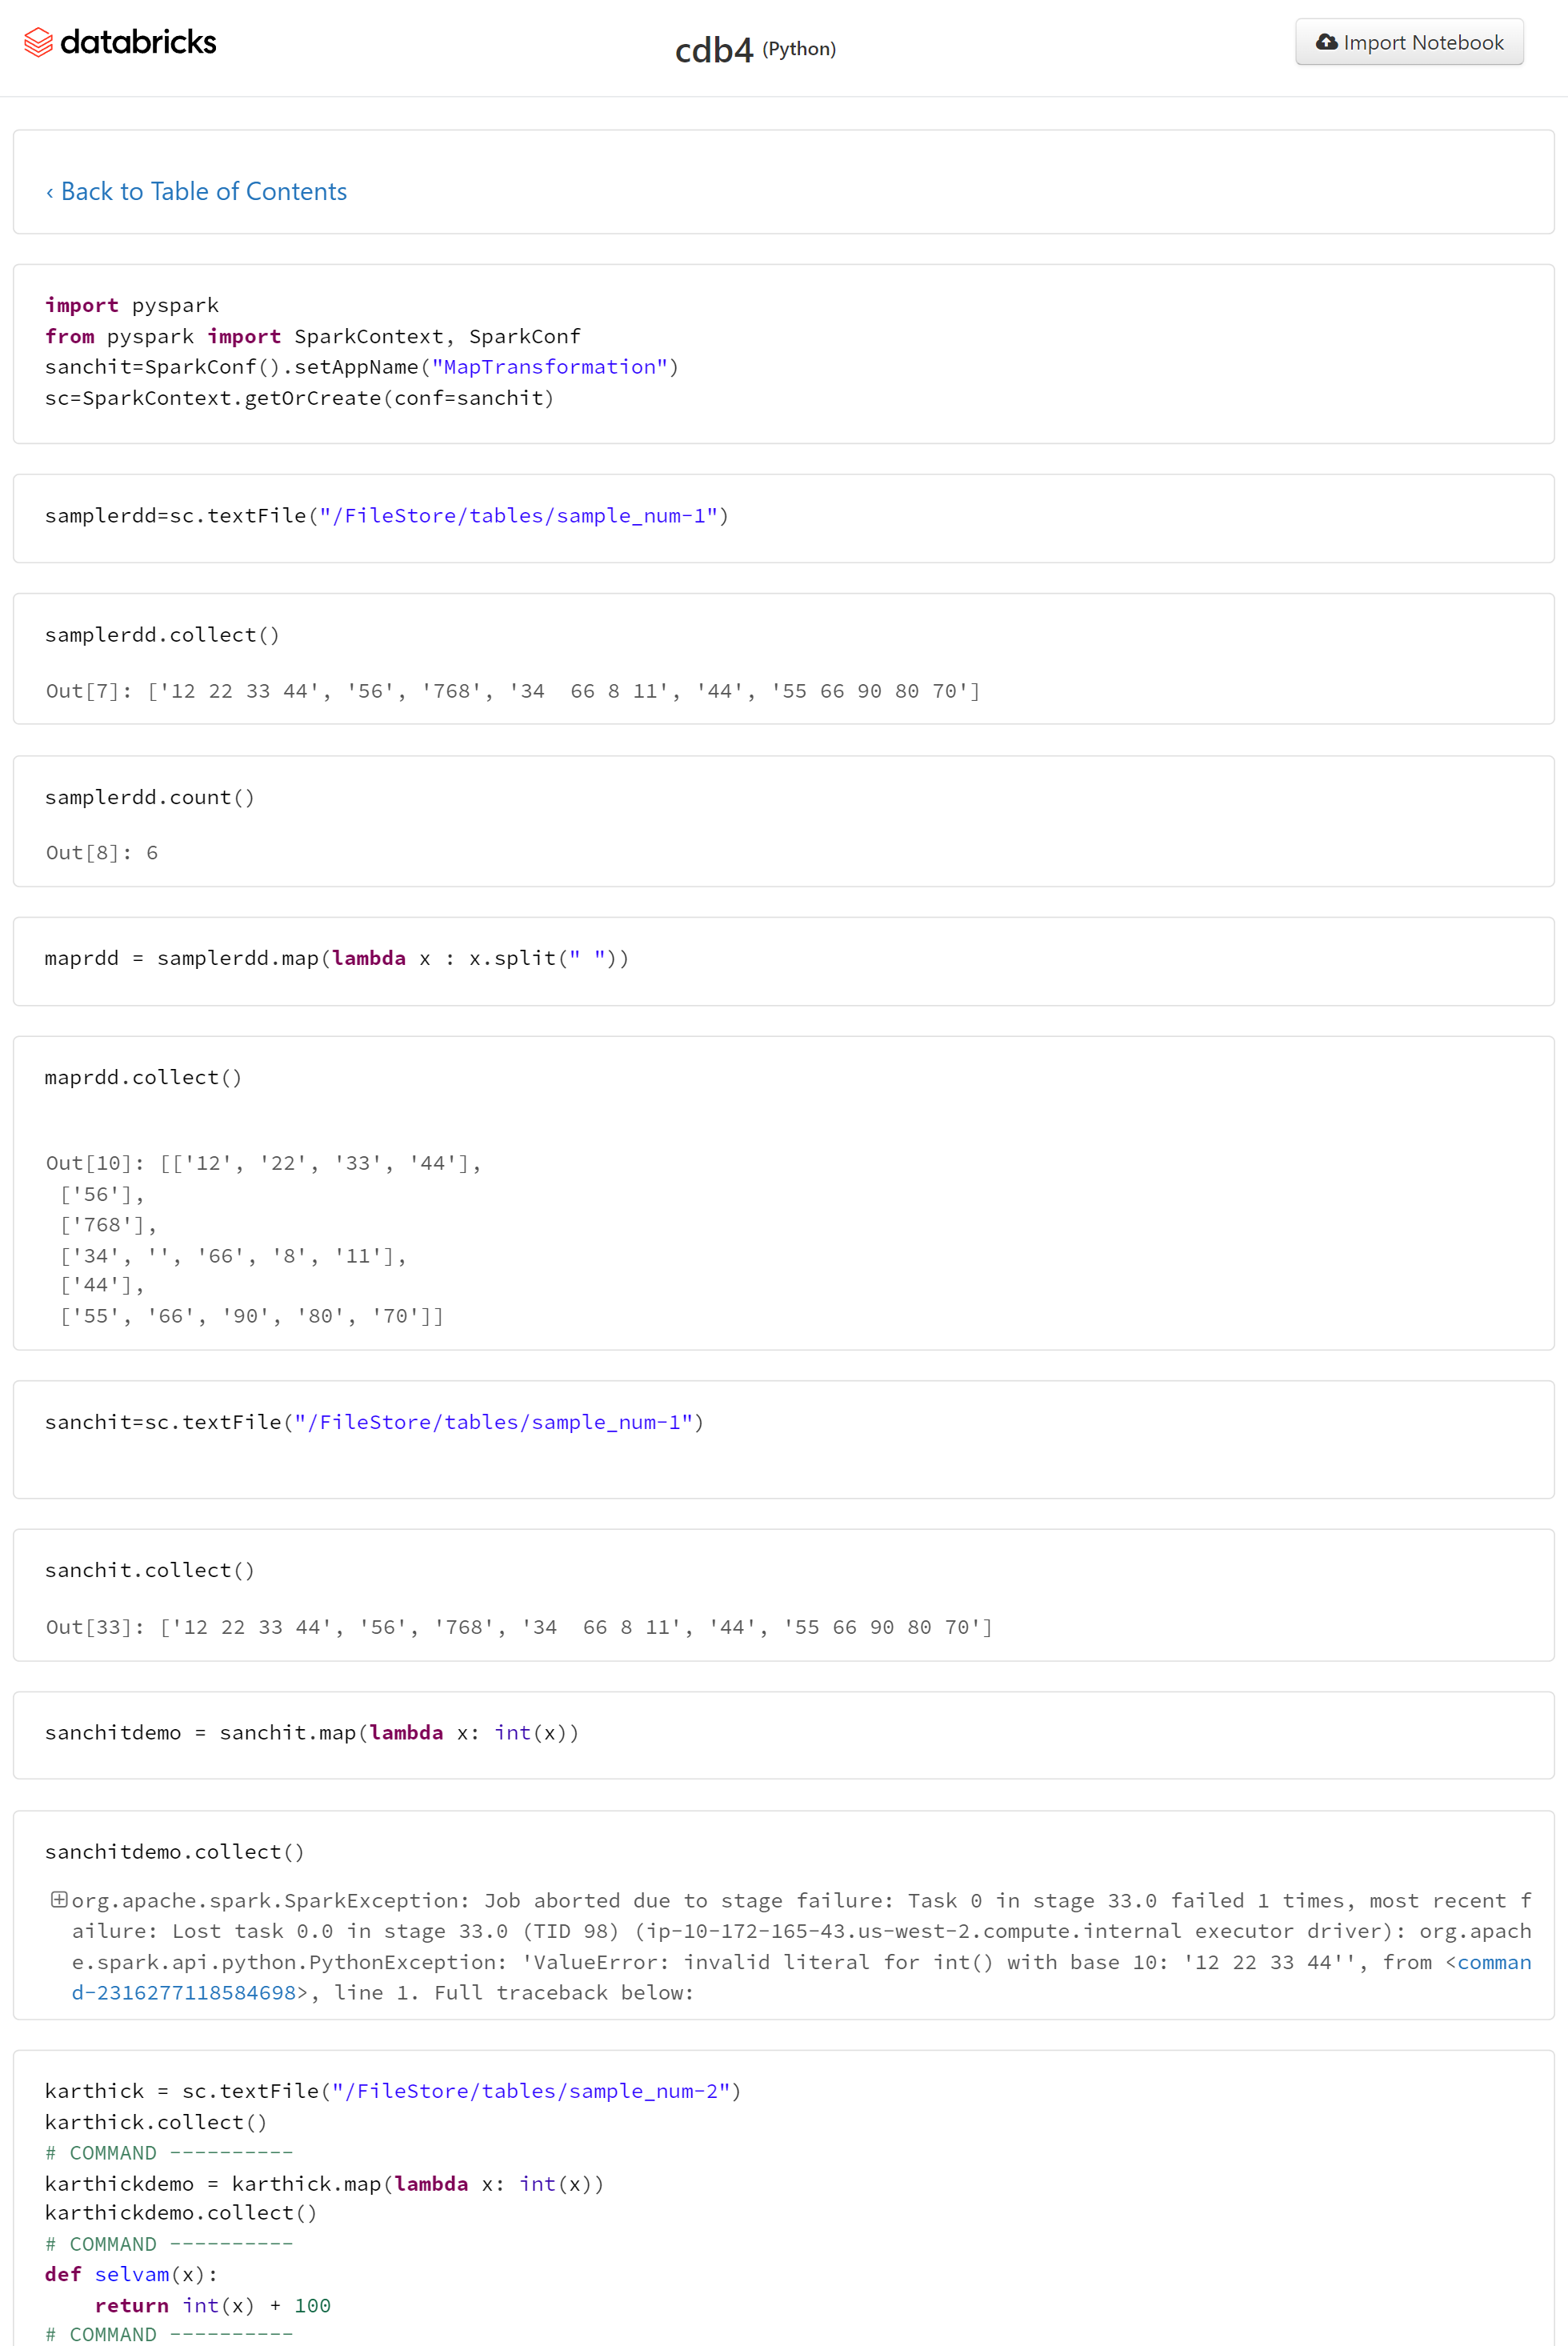 databricks
cdb4 (Python)
Import Notebook
‹ Back to Table of Contents
import pyspark
from pyspark import SparkContext, SparkConf
sanchit=SparkConf().setAppName("MapTransformation")
sc=SparkContext.getOrCreate(conf=sanchit)
samplerdd=sc.textFile("/FileStore/tables/sample_num-1")
samplerdd.collect()
Out[7]: ['12 22 33 44', '56', '768', '34  66 8 11', '44', '55 66 90 80 70']
samplerdd.count()
Out[8]: 6
maprdd = samplerdd.map(lambda x : x.split(" "))
maprdd.collect()
Out[10]: [['12', '22', '33', '44'],
 ['56'],
 ['768'],
 ['34', '', '66', '8', '11'],
 ['44'],
 ['55', '66', '90', '80', '70']]
sanchit=sc.textFile("/FileStore/tables/sample_num-1")
sanchit.collect()
Out[33]: ['12 22 33 44', '56', '768', '34  66 8 11', '44', '55 66 90 80 70']
sanchitdemo = sanchit.map(lambda x: int(x))
sanchitdemo.collect()
org.apache.spark.SparkException: Job aborted due to stage failure: Task 0 in stage 33.0 failed 1 times, most recent f
ailure: Lost task 0.0 in stage 33.0 (TID 98) (ip-10-172-165-43.us-west-2.compute.internal executor driver): org.apach
e.spark.api.python.PythonException: 'ValueError: invalid literal for int() with base 10: '12 22 33 44'', from <comman
d-2316277118584698>, line 1. Full traceback below:
karthick = sc.textFile("/FileStore/tables/sample_num-2")
karthick.collect()
# COMMAND ----------
karthickdemo = karthick.map(lambda x: int(x))
karthickdemo.collect()
# COMMAND ----------
def selvam(x):
    return int(x) + 100
# COMMAND ----------